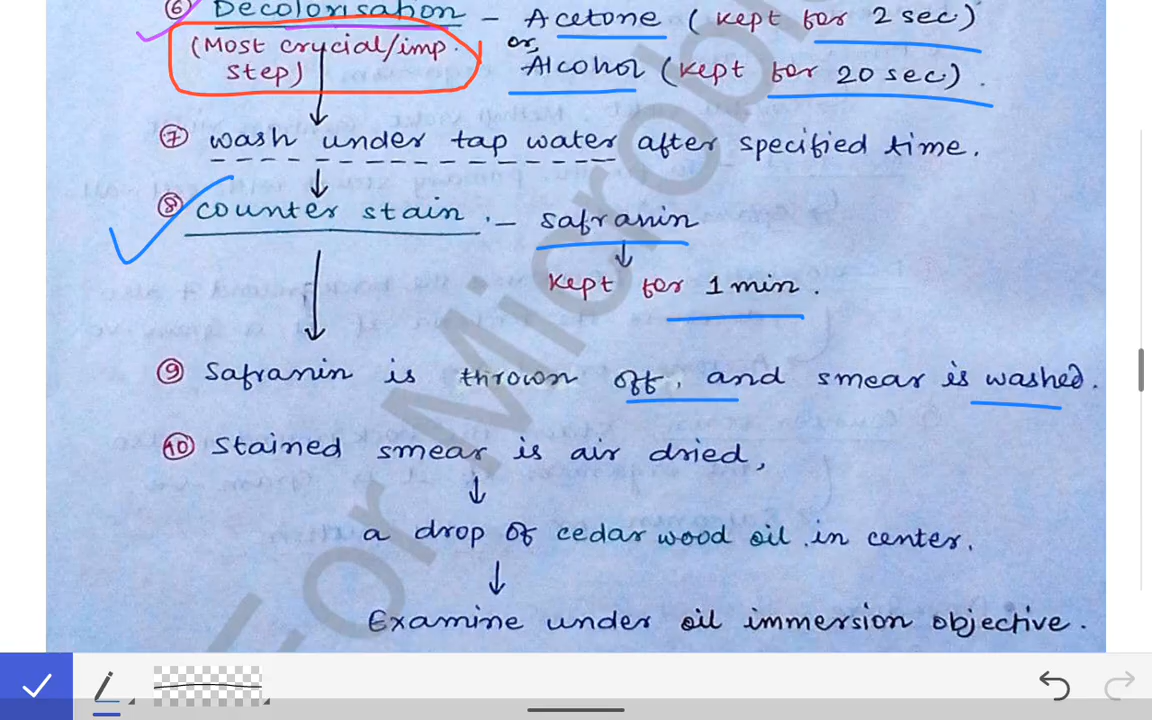 ⑥ Decolorisation – Acetone (kept for 2 sec)
(Most crucial/imp. or,
step) Alcohol (kept for 20 sec).
⑦ wash under tap water after specified time.
⑧ counter stain. – safranin
kept for 1 min.
⑨ Safranin is thrown off, and smear is washed.
⑩ Stained smear is air dried,
a drop of cedar wood oil in center.
Examine under oil immersion objective.
For Microbi